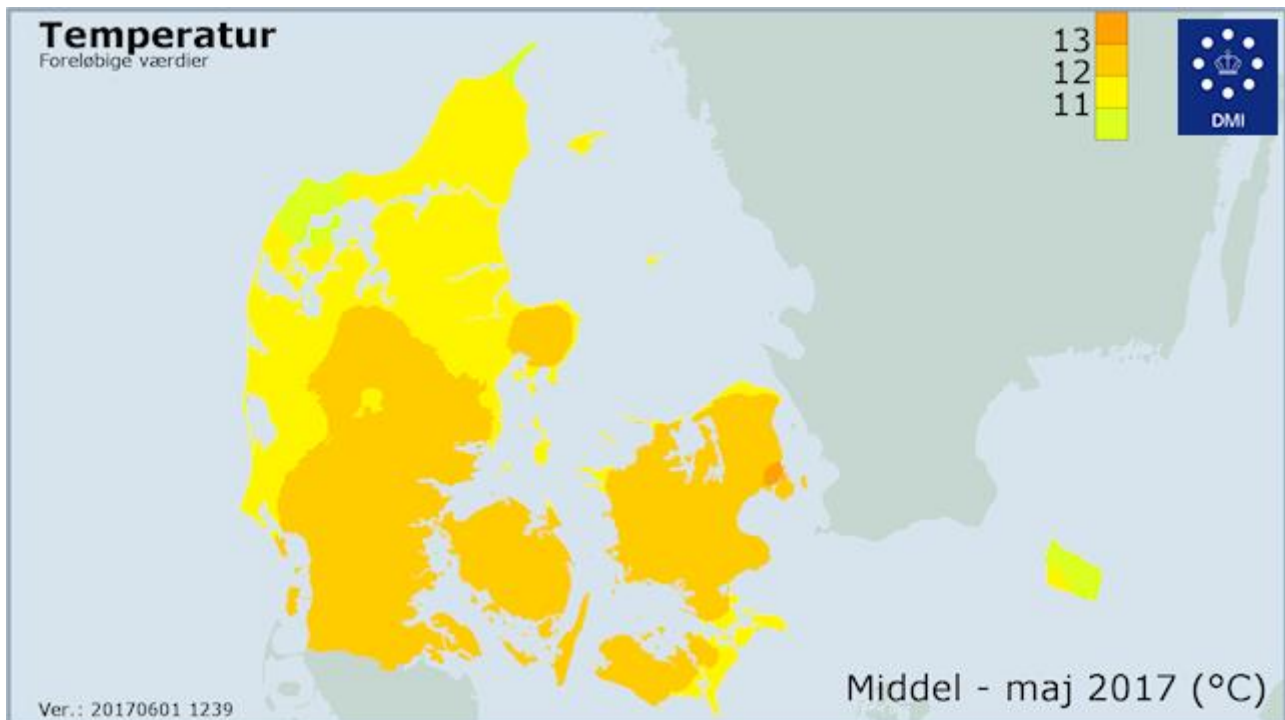 Temperatur
Foreløbige værdier
13
12
11
DMI
Middel - maj 2017 (°C)
Ver.: 20170601 1239